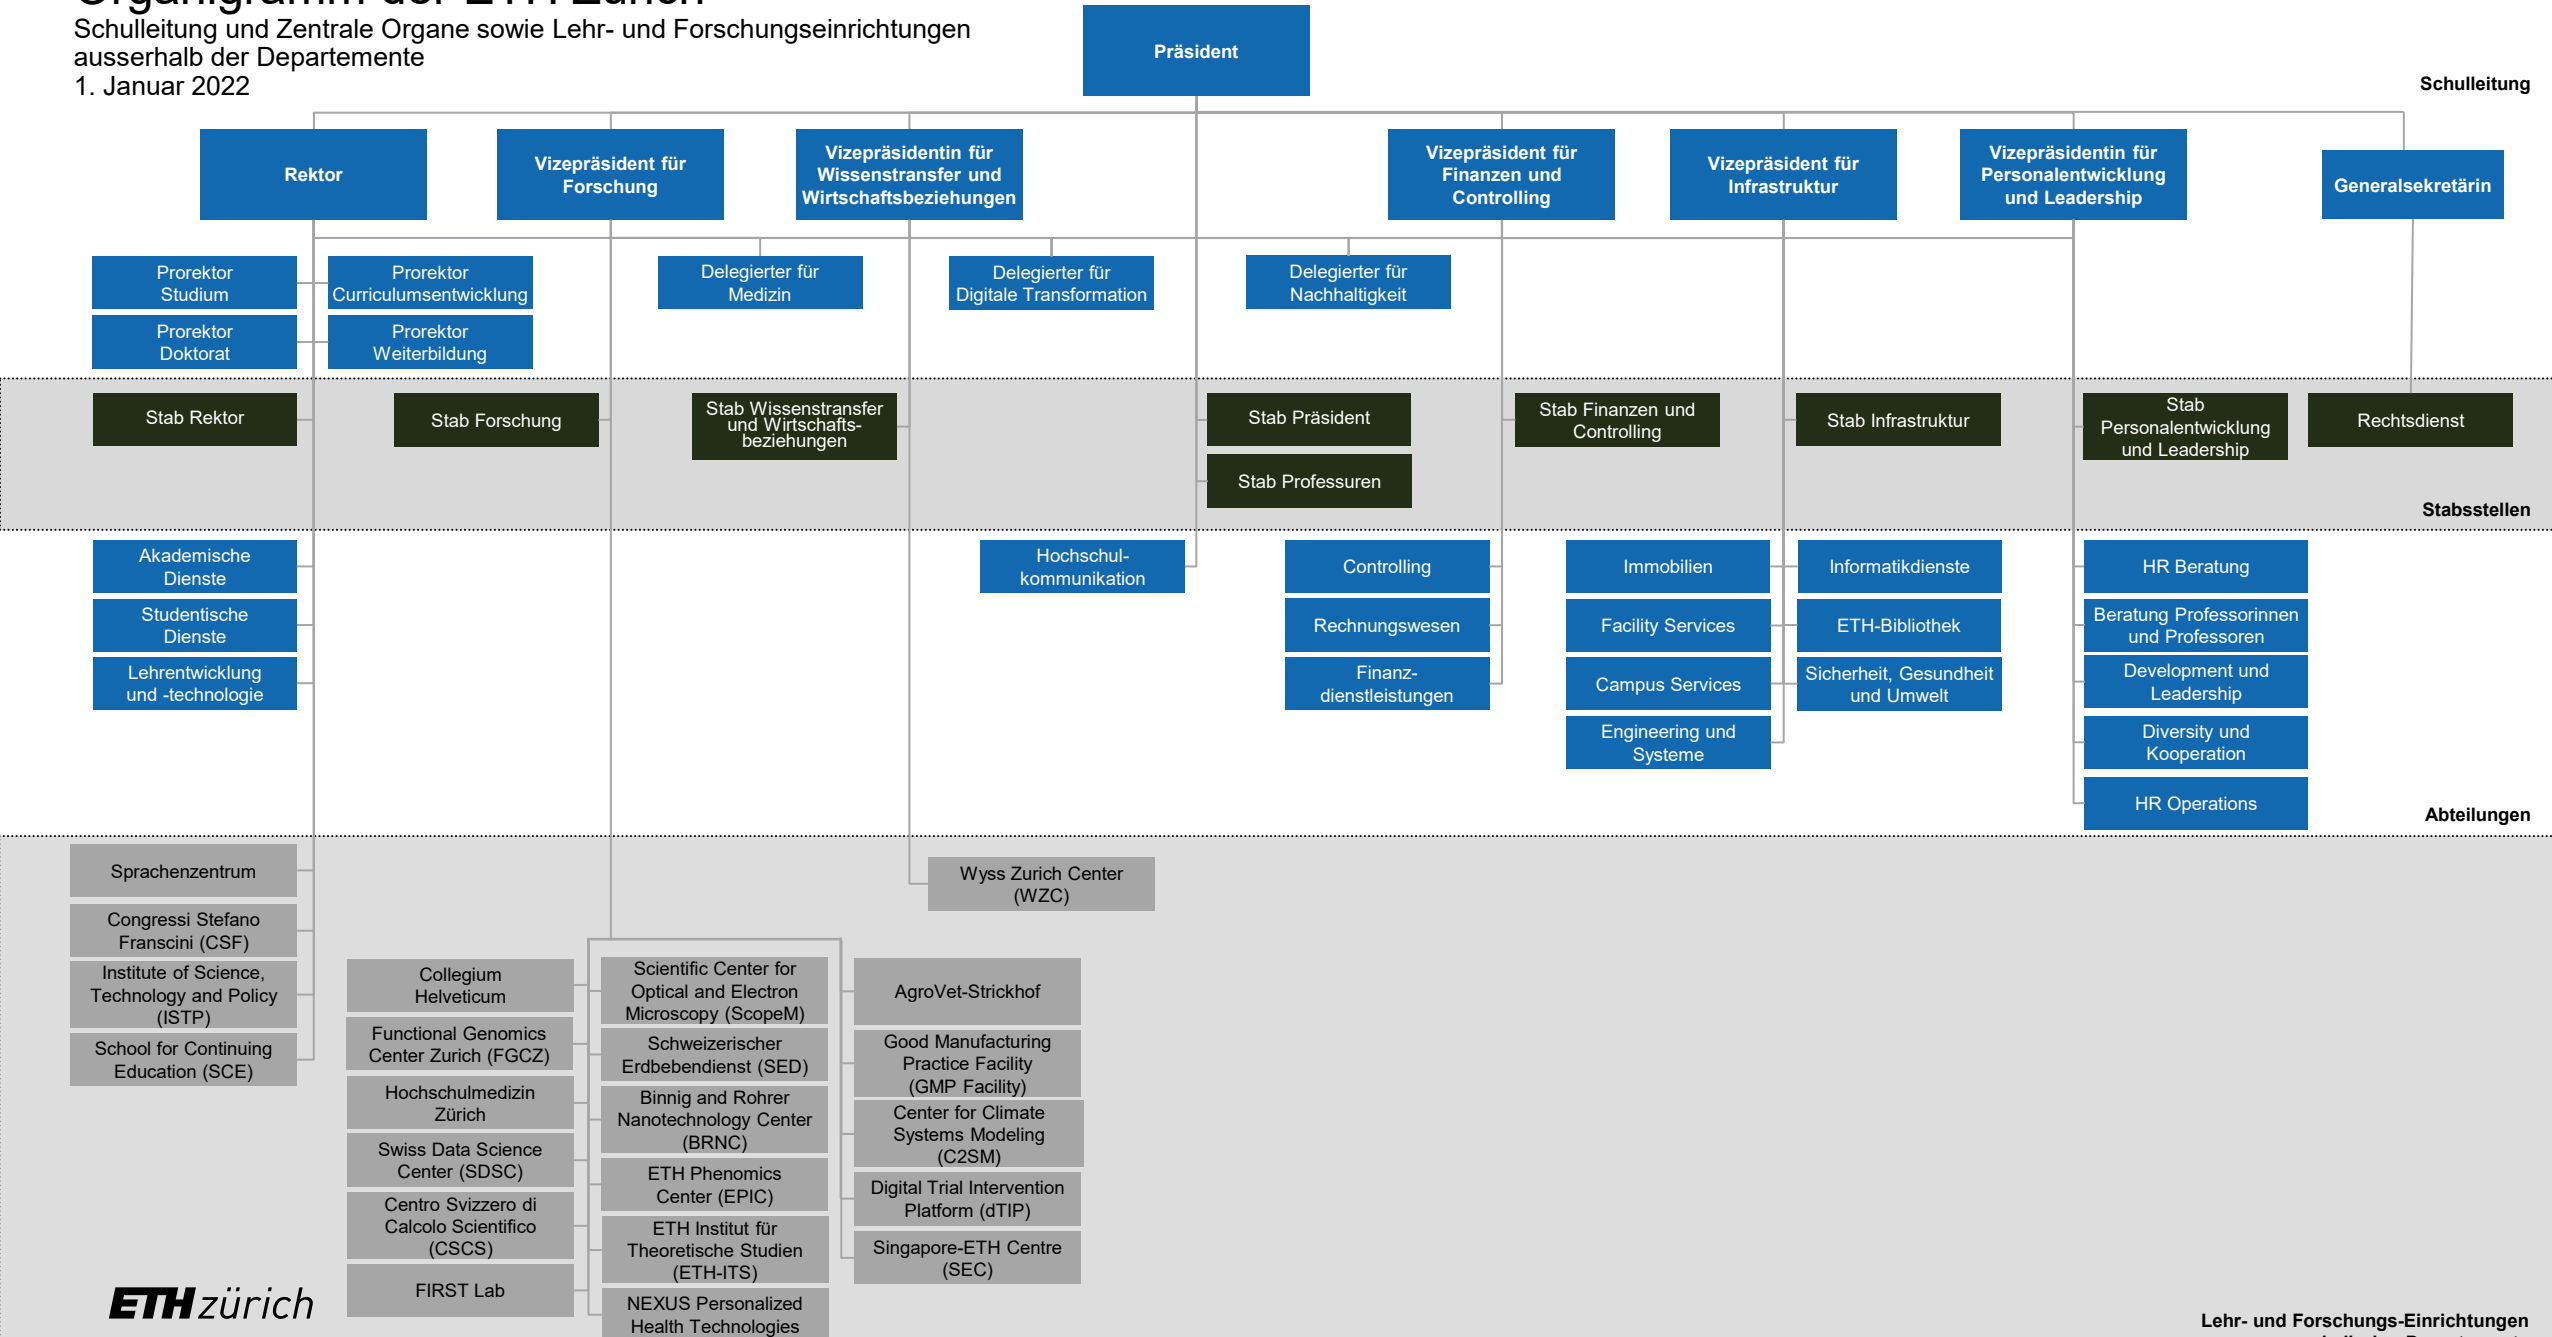 Organigramm der ETH Zürich
Schulleitung und Zentrale Organe sowie Lehr- und Forschungseinrichtungen
ausserhalb der Departemente
1. Januar 2022
Präsident
Schulleitung
Rektor
Vizepräsident für
Forschung
Vizepräsidentin für
Wissenstransfer und
Wirtschaftsbeziehungen
Vizepräsident für
Finanzen und
Controlling
Vizepräsident für
Infrastruktur
Vizepräsidentin für
Personalentwicklung
und Leadership
Generalsekretärin
Prorektor
Studium
Prorektor
Curriculumsentwicklung
Delegierter für
Medizin
Delegierter für
Digitale Transformation
Delegierter für
Nachhaltigkeit
Prorektor
Doktorat
Prorektor
Weiterbildung
Stab Rektor
Stab Forschung
Stab Wissenstransfer
und Wirtschafts-
beziehungen
Stab Präsident
Stab Finanzen und
Controlling
Stab Infrastruktur
Stab
Personalentwicklung
und Leadership
Rechtsdienst
Stab Professuren
Stabsstellen
Akademische
Dienste
Hochschul-
kommunikation
Controlling
Immobilien
Informatikdienste
HR Beratung
Studentische
Dienste
Rechnungswesen
Facility Services
ETH-Bibliothek
Beratung Professorinnen
und Professoren
Lehrentwicklung
und -technologie
Finanz-
dienstleistungen
Campus Services
Sicherheit, Gesundheit
und Umwelt
Development und
Leadership
Engineering und
Systeme
Diversity und
Kooperation
HR Operations
Abteilungen
Sprachenzentrum
Congressi Stefano
Franscini (CSF)
Institute of Science,
Technology and Policy
(ISTP)
School for Continuing
Education (SCE)
Wyss Zurich Center
(WZC)
Collegium
Helveticum
Functional Genomics
Center Zurich (FGCZ)
Hochschulmedizin
Zürich
Swiss Data Science
Center (SDSC)
Centro Svizzero di
Calcolo Scientifico
(CSCS)
FIRST Lab
Scientific Center for
Optical and Electron
Microscopy (ScopeM)
Schweizerischer
Erdbebendienst (SED)
Binnig and Rohrer
Nanotechnology Center
(BRNC)
ETH Phenomics
Center (EPIC)
ETH Institut für
Theoretische Studien
(ETH-ITS)
NEXUS Personalized
Health Technologies
AgroVet-Strickhof
Good Manufacturing
Practice Facility
(GMP Facility)
Center for Climate
Systems Modeling
(C2SM)
Digital Trial Intervention
Platform (dTIP)
Singapore-ETH Centre
(SEC)
ETH zürich
Lehr- und Forschungs-Einrichtungen